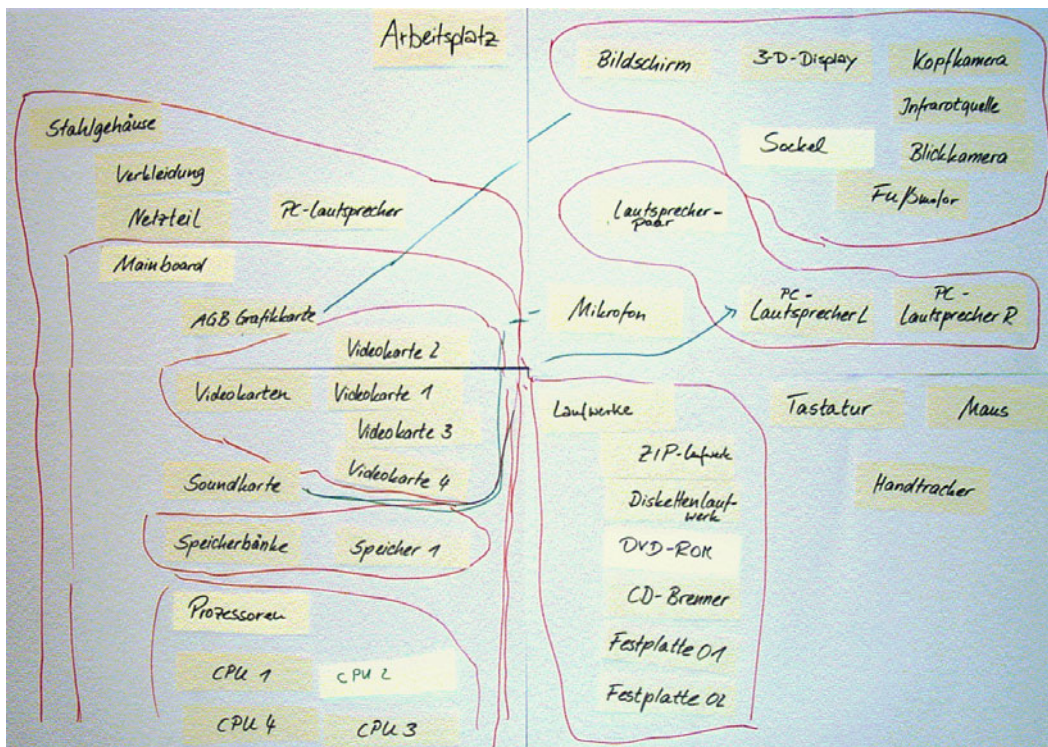 Arbeitsplatz
Bildschirm
3-D-Display
Kopfkamera
Infrarotquelle
Sockel
Blickkamera
Fußmotor
Stahlgehäuse
Verkleidung
Netzteil
PC-Lautsprecher
Lautsprecher-
paar
Mainboard
PC-
Lautsprecher L
PC-
Lautsprecher R
AGB Grafikkarte
Mikrofon
Videokarte 2
Videokarten
Videokarte 1
Videokarte 3
Videokarte 4
Soundkarte
Speicherbänke
Speicher 1
Prozessoren
CPU 1
CPU 2
CPU 4
CPU 3
Laufwerke
ZIP-Laufwerk
Diskettenlauf-
werk
DVD-ROM
CD-Brenner
Festplatte 01
Festplatte 02
Tastatur
Maus
Handtracker